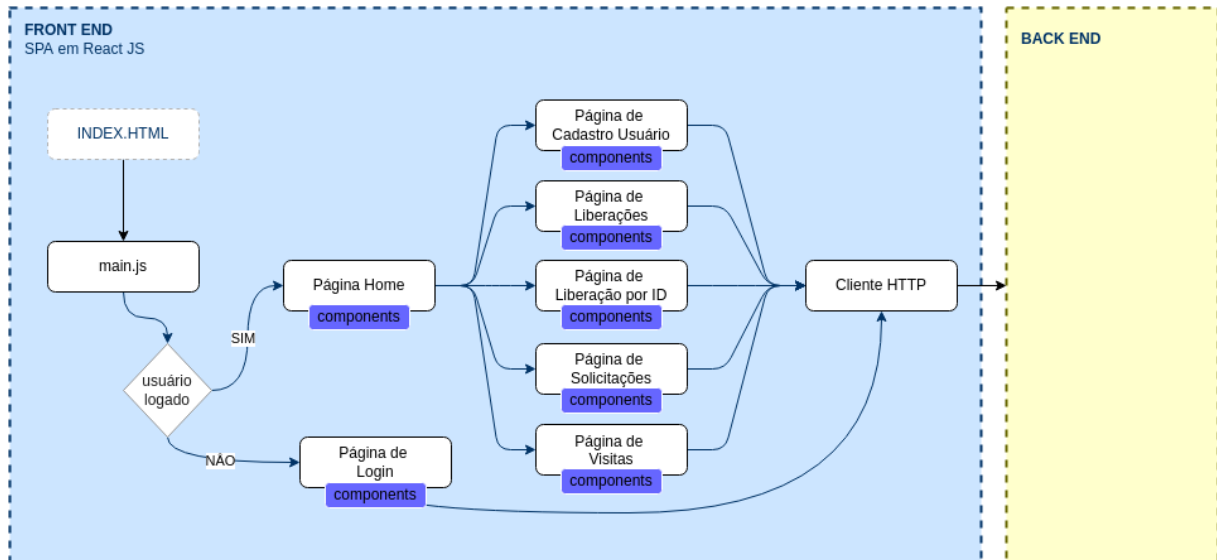 FRONT END
SPA em React JS
BACK END
INDEX.HTML
main.js
usuário
logado
SIM
NÃO
Página Home
components
Página de
Login
components
Página de
Cadastro Usuário
components
Página de
Liberações
components
Página de
Liberação por ID
components
Página de
Solicitações
components
Página de
Visitas
components
Cliente HTTP